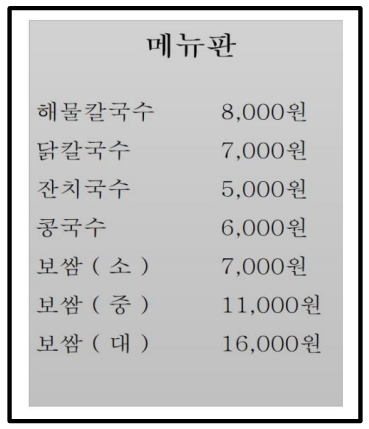 메뉴판
해물칼국수 8,000원
닭칼국수 7,000원
잔치국수 5,000원
콩국수 6,000원
보쌈 ( 소 ) 7,000원
보쌈 ( 중 ) 11,000원
보쌈 ( 대 ) 16,000원